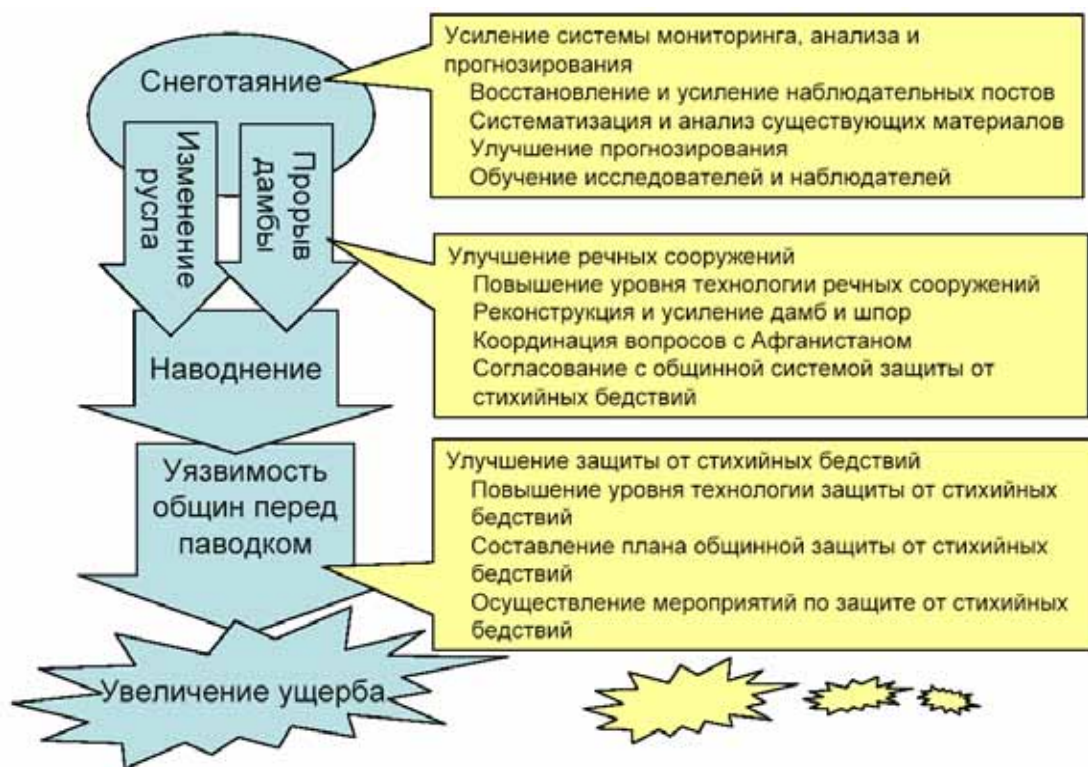 Снеготаяние
Изменение
русла
Прорыв
дамбы
Наводнение
Уязвимость
общин перед
паводком
Увеличение ущерба
Усиление системы мониторинга, анализа и
прогнозирования
Восстановление и усиление наблюдательных постов
Систематизация и анализ существующих материалов
Улучшение прогнозирования
Обучение исследователей и наблюдателей
Улучшение речных сооружений
Повышение уровня технологии речных сооружений
Реконструкция и усиление дамб и шпор
Координация вопросов с Афганистаном
Согласование с общинной системой защиты от
стихийных бедствий
Улучшение защиты от стихийных бедствий
Повышение уровня технологии защиты от стихийных
бедствий
Составление плана общинной защиты от стихийных
бедствий
Осуществление мероприятий по защите от стихийных
бедствий